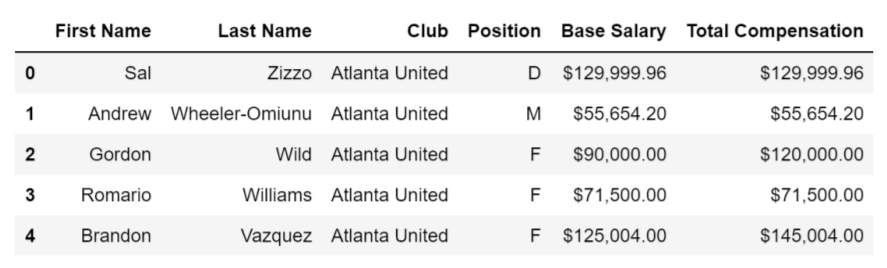 First Name Last Name Club Position Base Salary Total Compensation
0 Sal Zizzo Atlanta United D $129,999.96 $129,999.96
1 Andrew Wheeler-Omiunu Atlanta United M $55,654.20 $55,654.20
2 Gordon Wild Atlanta United F $90,000.00 $120,000.00
3 Romario Williams Atlanta United F $71,500.00 $71,500.00
4 Brandon Vazquez Atlanta United F $125,004.00 $145,004.00